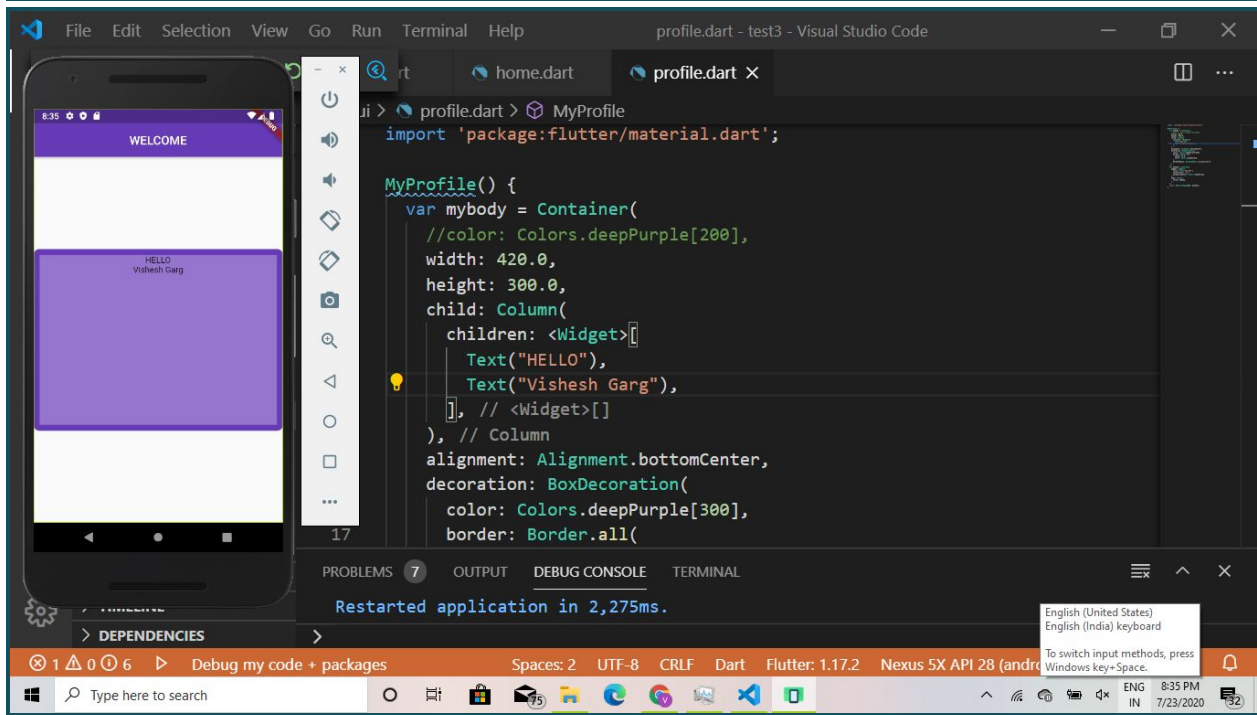 File Edit Selection View Go Run Terminal Help profile.dart - test3 - Visual Studio Code
rt home.dart profile.dart
ui > profile.dart > MyProfile
8:35
WELCOME
HELLO
Vishesh Garg
import 'package:flutter/material.dart';
MyProfile() {
var mybody = Container(
//color: Colors.deepPurple[200],
width: 420.0,
height: 300.0,
child: Column(
children: <Widget>[
Text("HELLO"),
Text("Vishesh Garg"),
], // <Widget>[]
), // Column
alignment: Alignment.bottomCenter,
decoration: BoxDecoration(
color: Colors.deepPurple[300],
17 border: Border.all(
PROBLEMS 7 OUTPUT DEBUG CONSOLE TERMINAL
Restarted application in 2,275ms.
> TIMELINE
> DEPENDENCIES
>
English (United States)
English (India) keyboard
To switch input methods, press
Windows key+Space.
1 0 6 Debug my code + packages Spaces: 2 UTF-8 CRLF Dart Flutter: 1.17.2 Nexus 5X API 28 (andro
Type here to search 75 ENG 8:35 PM
IN 7/23/2020 32